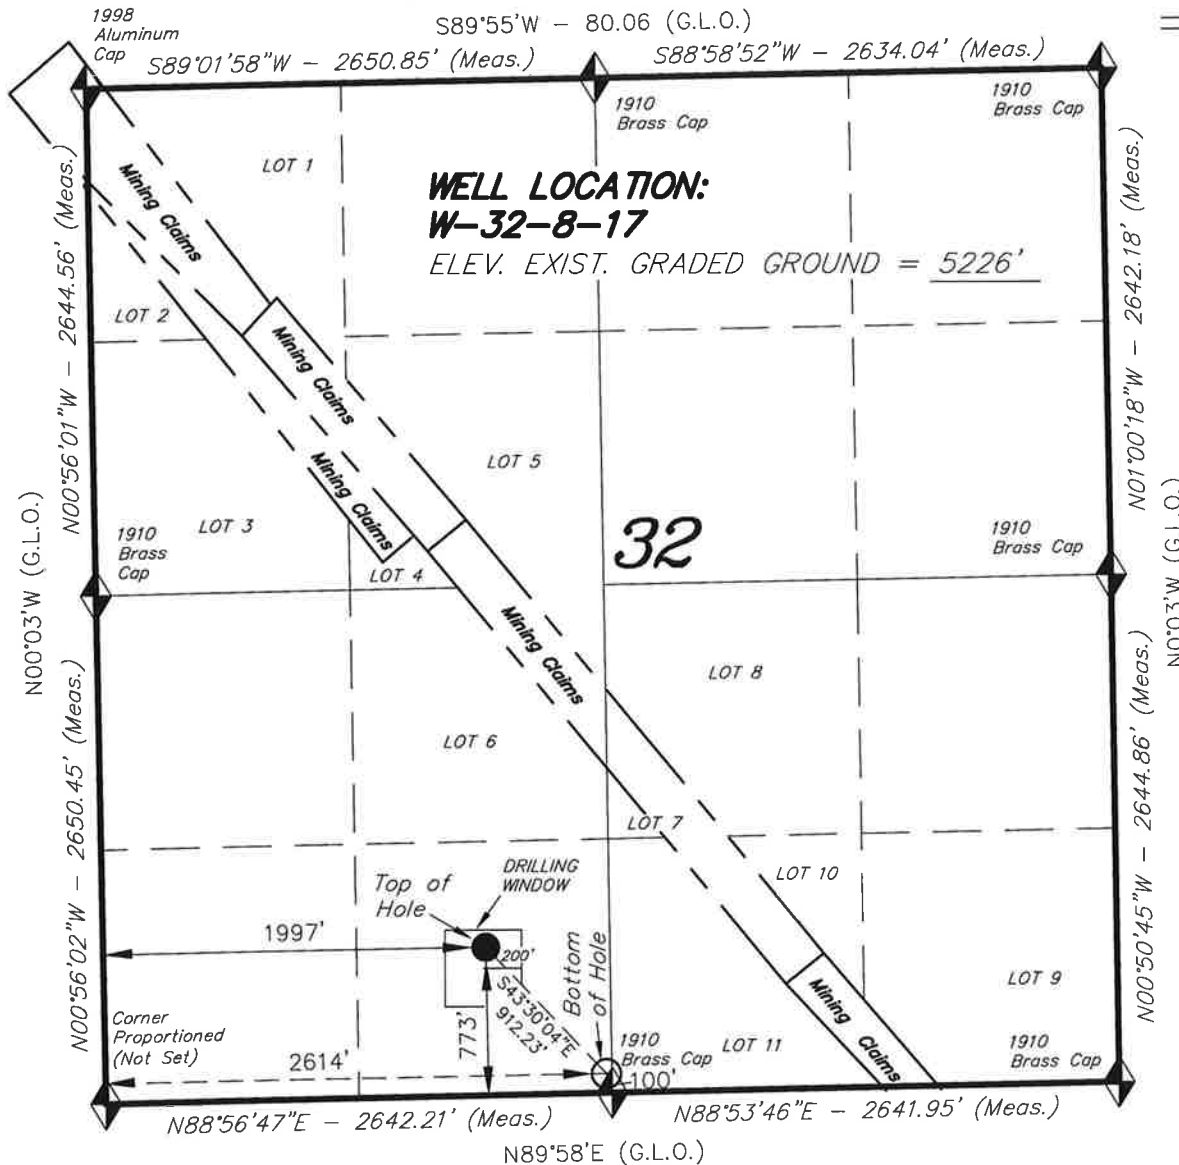 1998
Aluminum
Cap
S89°55'W - 80.06 (G.L.O.)
S89°01'58"W - 2650.85' (Meas.)
S88°58'52"W - 2634.04' (Meas.)
1910
Brass Cap
1910
Brass Cap
LOT 1
Mining Claims
WELL LOCATION:
W-32-8-17
ELEV. EXIST. GRADED GROUND = 5226'
N00°56'01"W - 2644.56' (Meas.)
N01°00'18"W - 2642.18' (Meas.)
LOT 2
Mining Claims
Mining Claims
LOT 5
LOT 3
LOT 4
N00°03'W (G.L.O.)
N0°03'W (G.L.O.)
1910
Brass
Cap
32
1910
Brass Cap
Mining Claims
LOT 8
LOT 6
LOT 7
LOT 10
N00°56'02"W - 2650.45' (Meas.)
N00°50'45"W - 2644.86' (Meas.)
DRILLING
WINDOW
Top of
Hole
1997'
200'
S43°30'04"E
912.23'
Bottom
of Hole
773'
LOT 9
Mining Claims
Corner
Proportioned
(Not Set)
2614'
1910
Brass Cap
LOT 11
1910
Brass Cap
100'
N88°56'47"E - 2642.21' (Meas.)
N88°53'46"E - 2641.95' (Meas.)
N89°58'E (G.L.O.)